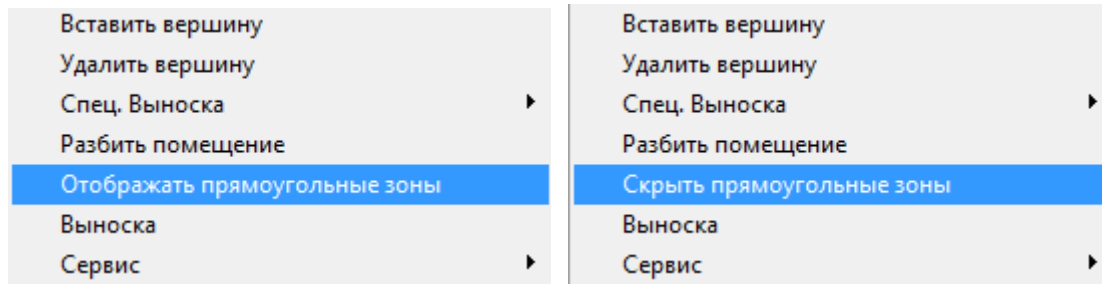 Вставить вершину
Удалить вершину
Спец. Выноска
Разбить помещение
Отображать прямоугольные зоны
Выноска
Сервис
Вставить вершину
Удалить вершину
Спец. Выноска
Разбить помещение
Скрыть прямоугольные зоны
Выноска
Сервис